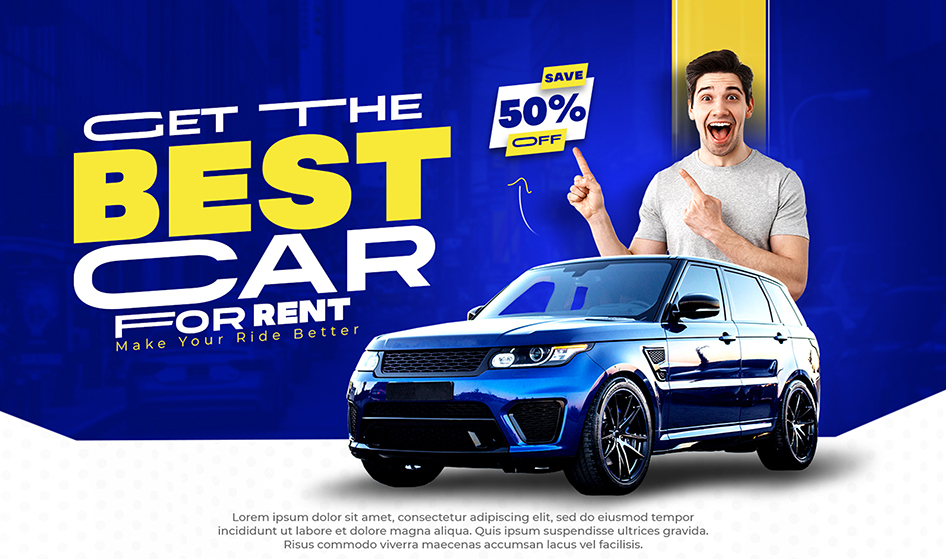 GET THE
BEST
CAR
FOR RENT
Make Your Ride Better
SAVE
50%
OFF
Lorem ipsum dolor sit amet, consectetur adipiscing elit, sed do eiusmod tempor
incididunt ut labore et dolore magna aliqua. Quis ipsum suspendisse ultrices gravida.
Risus commodo viverra maecenas accumsan lacus vel facilisis.